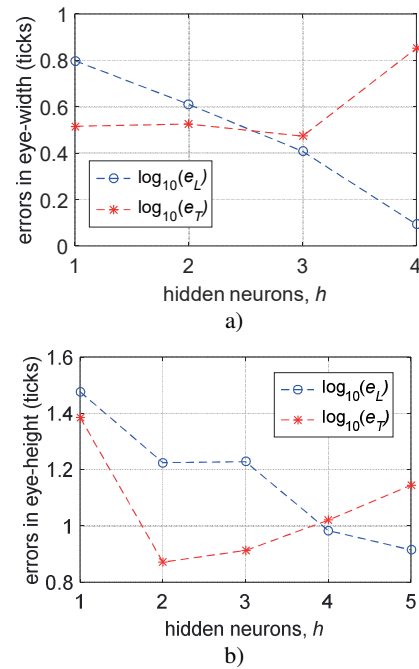 errors in eye-width (ticks)
1
0.8
0.6
0.4
0.2
0
log10(eL)
log10(eT)
1 2 3 4
hidden neurons, h
a)
errors in eye-height (ticks)
1.6
1.4
1.2
1
0.8
log10(eL)
log10(eT)
1 2 3 4 5
hidden neurons, h
b)